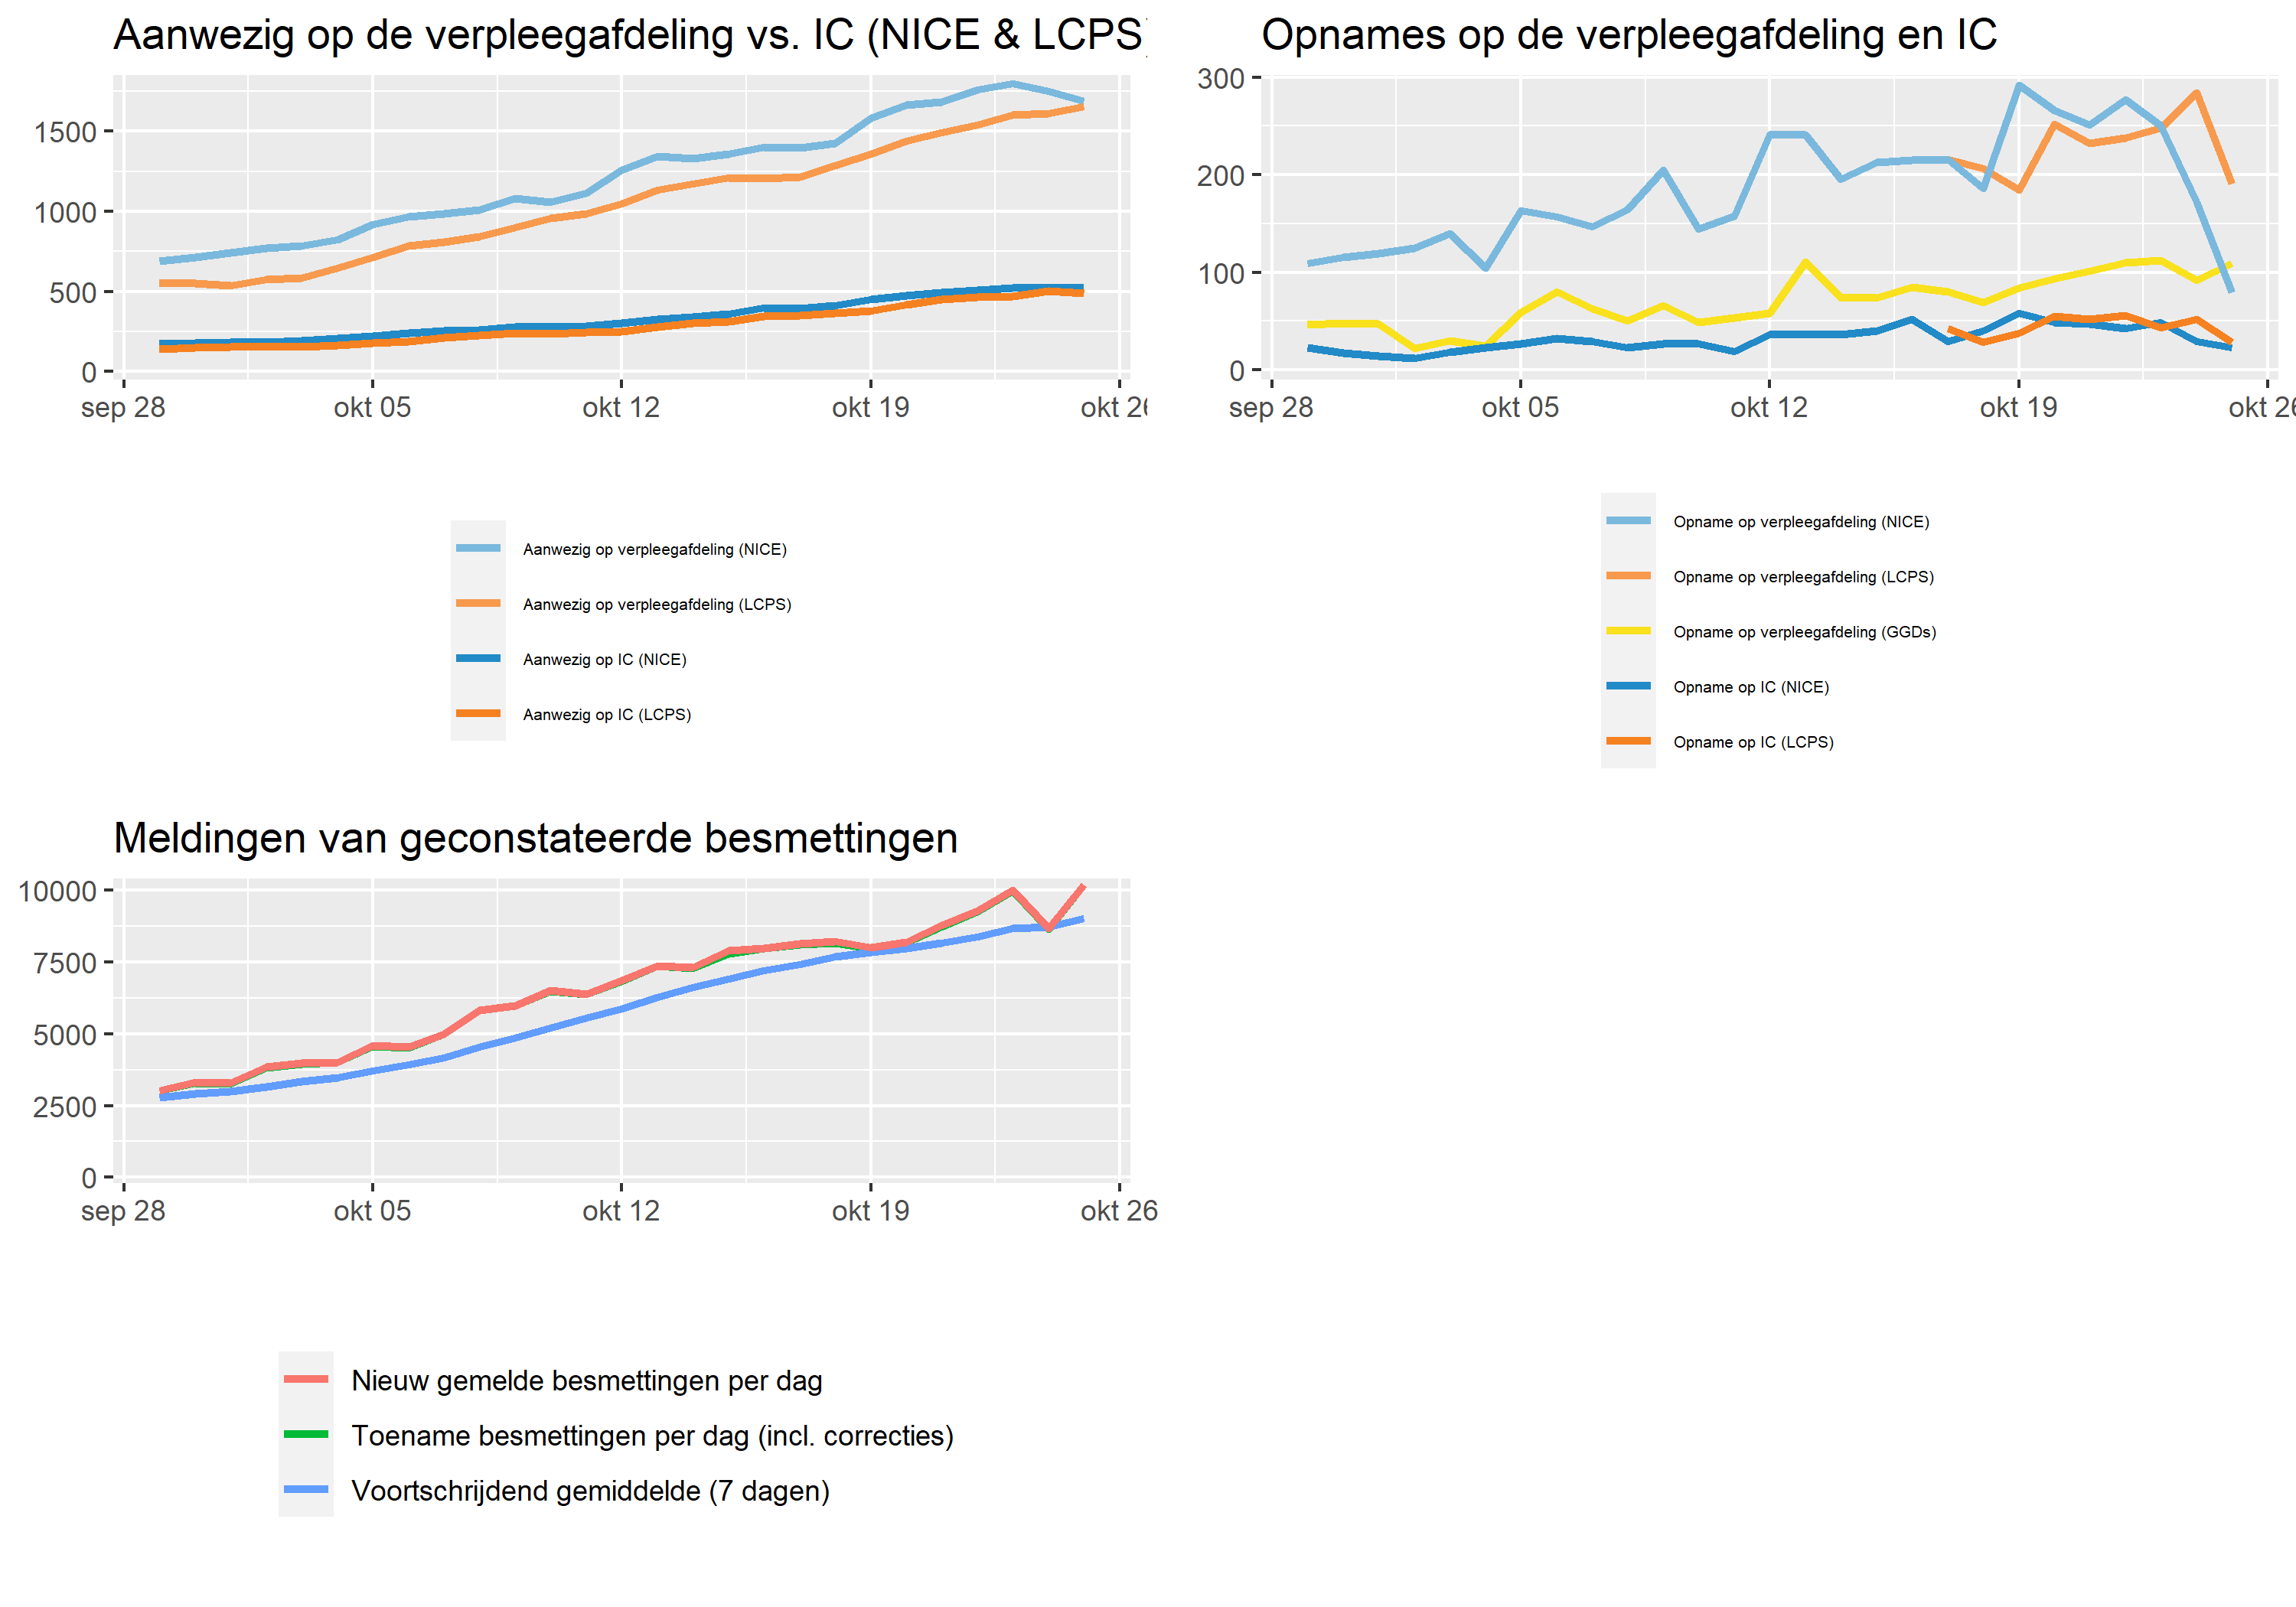 Aanwezig op de verpleegafdeling vs. IC (NICE & LCPS)
1500
1000
500
0
sep 28 okt 05 okt 12 okt 19 okt 26
Aanwezig op verpleegafdeling (NICE)
Aanwezig op verpleegafdeling (LCPS)
Aanwezig op IC (NICE)
Aanwezig op IC (LCPS)
Opnames op de verpleegafdeling en IC
300
200
100
0
sep 28 okt 05 okt 12 okt 19 okt 26
Opname op verpleegafdeling (NICE)
Opname op verpleegafdeling (LCPS)
Opname op verpleegafdeling (GGDs)
Opname op IC (NICE)
Opname op IC (LCPS)
Meldingen van geconstateerde besmettingen
10000
7500
5000
2500
0
sep 28 okt 05 okt 12 okt 19 okt 26
Nieuw gemelde besmettingen per dag
Toename besmettingen per dag (incl. correcties)
Voortschrijdend gemiddelde (7 dagen)